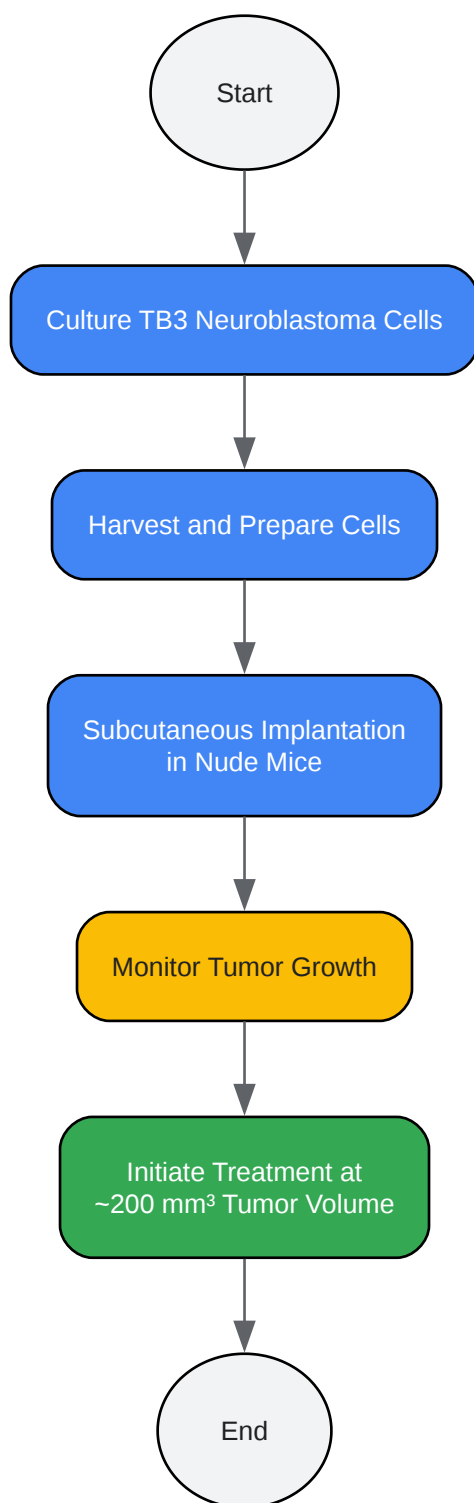 Start
Culture TB3 Neuroblastoma Cells
Harvest and Prepare Cells
Subcutaneous Implantation
in Nude Mice
Monitor Tumor Growth
Initiate Treatment at
~200 mm³ Tumor Volume
End